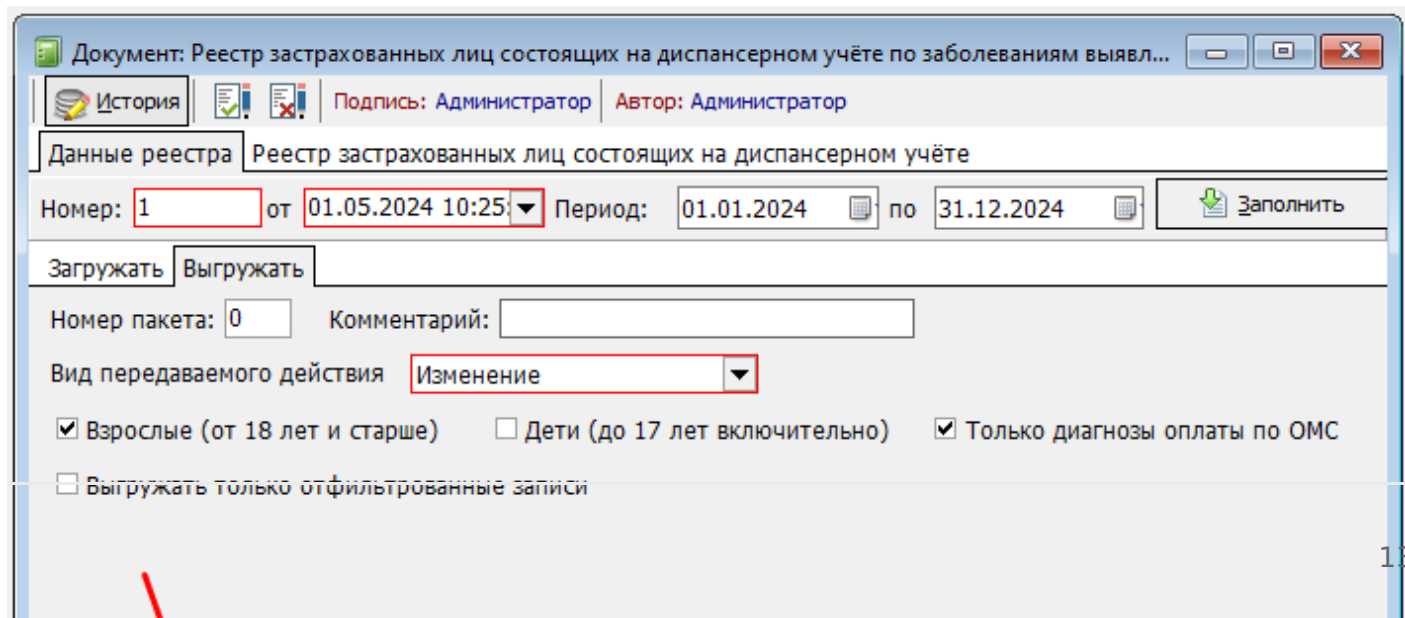 Документ: Реестр застрахованных лиц состоящих на диспансерном учёте по заболеваниям выявл...
История Подпись: Администратор Автор: Администратор
Данные реестра Реестр застрахованных лиц состоящих на диспансерном учёте
Номер: 1 от 01.05.2024 10:25: Период: 01.01.2024 по 31.12.2024 Заполнить
Загружать Выгружать
Номер пакета: 0 Комментарий:
Вид передаваемого действия Изменение
Взрослые (от 18 лет и старше) Дети (до 17 лет включительно) Только диагнозы оплаты по ОМС
Выгружать только отфильтрованные записи